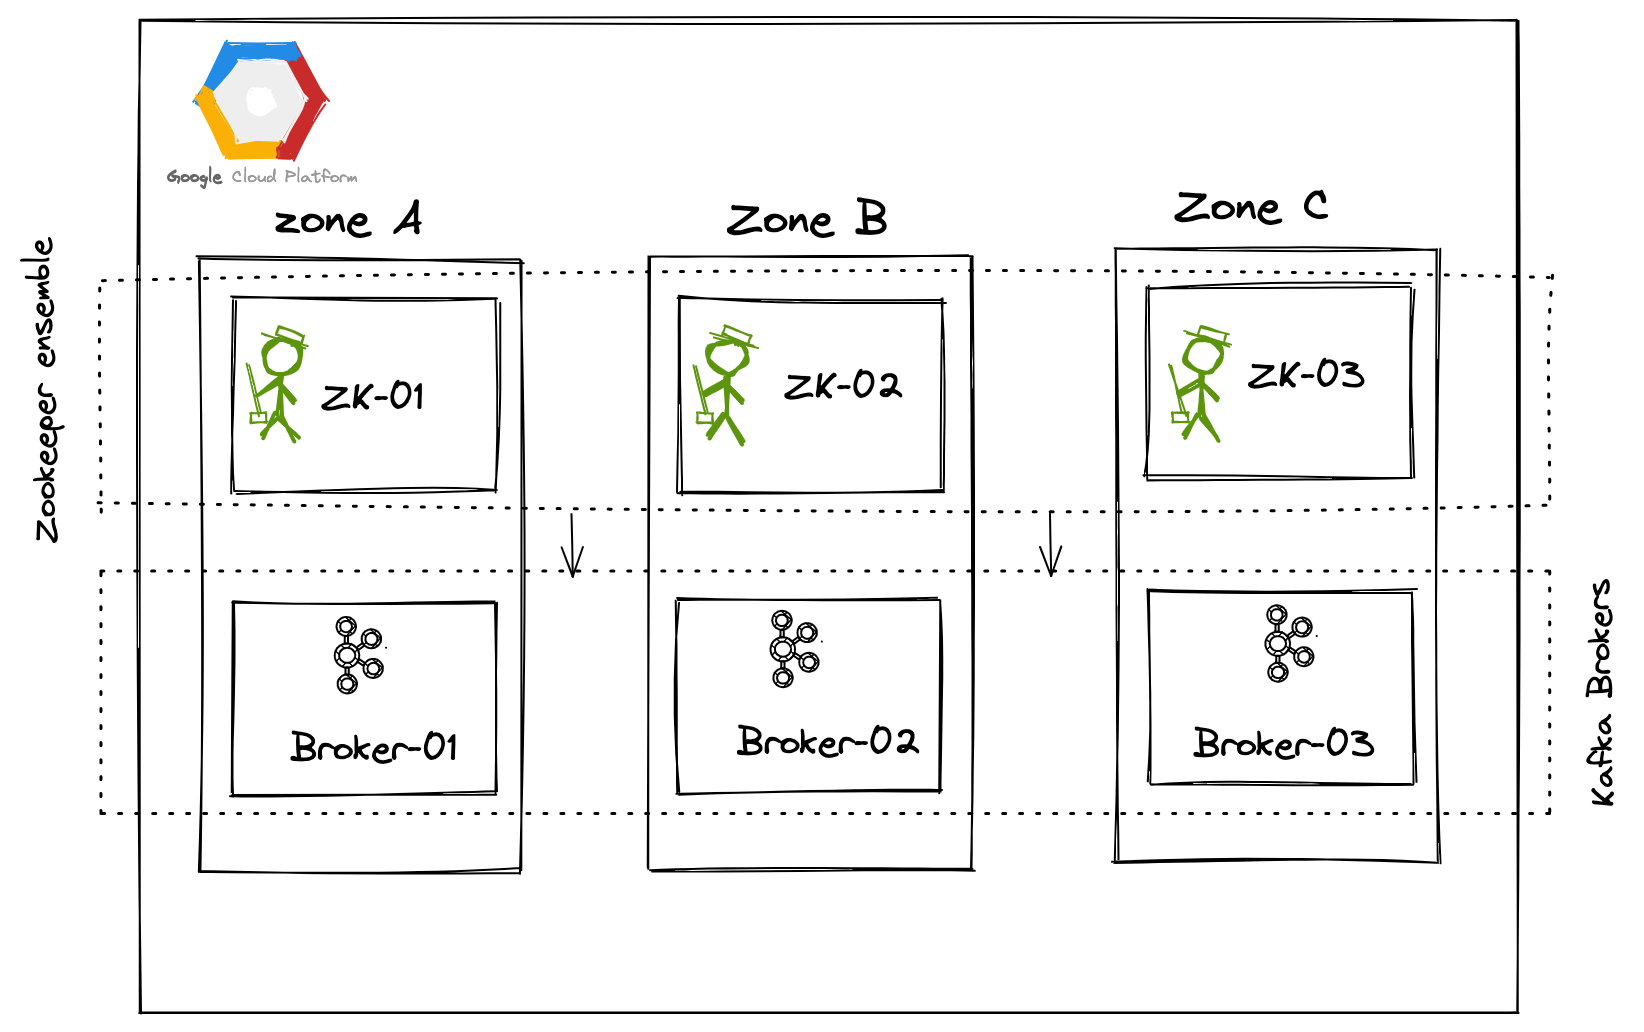 Google Cloud Platform
zone A
Zone B
Zone C
Zookeeper ensemble
ZK-01
ZK-02
ZK-03
Broker-01
Broker-02
Broker-03
Kafka Brokers